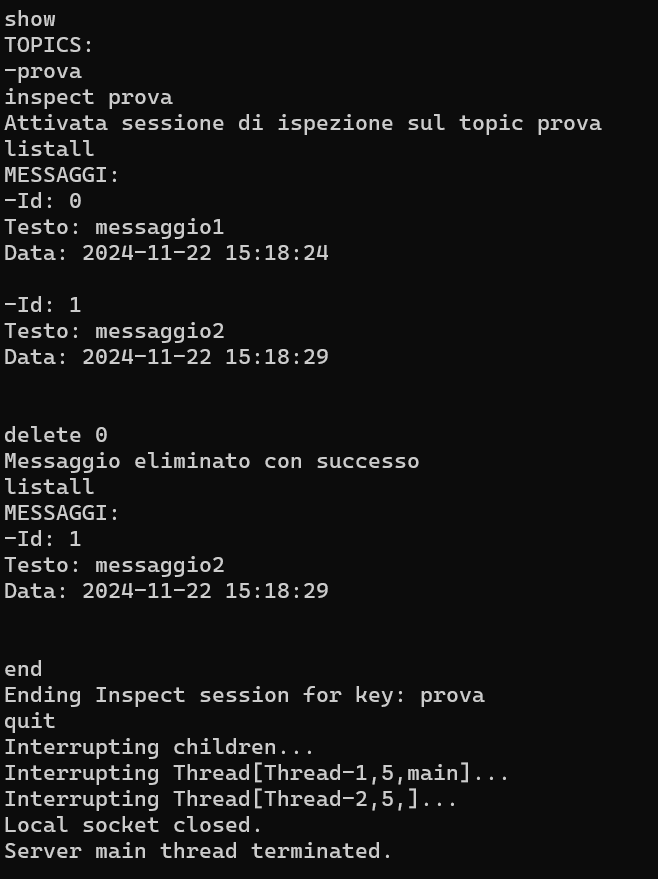 show
TOPICS:
-prova
inspect prova
Attivata sessione di ispezione sul topic prova
listall
MESSAGGI:
-Id: 0
Testo: messaggio1
Data: 2024-11-22 15:18:24
-Id: 1
Testo: messaggio2
Data: 2024-11-22 15:18:29
delete 0
Messaggio eliminato con successo
listall
MESSAGGI:
-Id: 1
Testo: messaggio2
Data: 2024-11-22 15:18:29
end
Ending Inspect session for key: prova
quit
Interrupting children...
Interrupting Thread[Thread-1,5,main]...
Interrupting Thread[Thread-2,5,]...
Local socket closed.
Server main thread terminated.